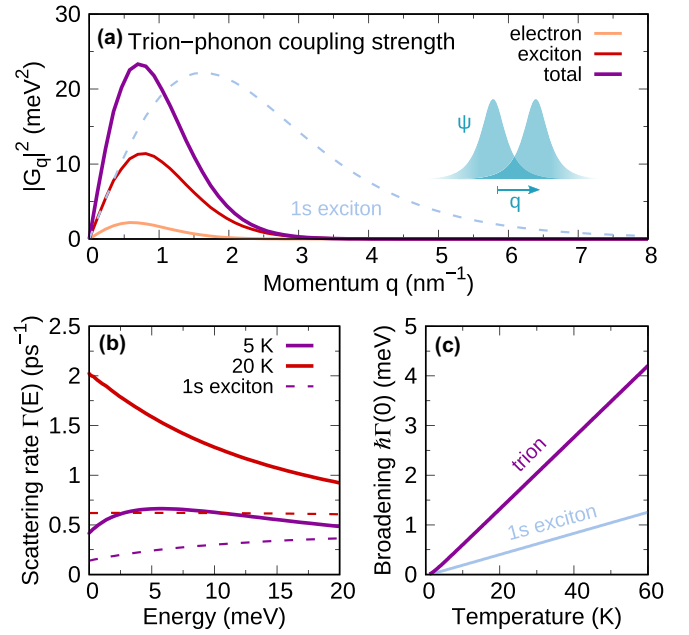 (a) Trion–phonon coupling strength
electron
exciton
total
|G_q|² (meV²)
30
20
10
0
1s exciton
ψ
q
0 1 2 3 4 5 6 7 8
Momentum q (nm⁻¹)
(b)
5 K
20 K
1s exciton
Scattering rate Γ(E) (ps⁻¹)
2.5
2
1.5
1
0.5
0
0 5 10 15 20
Energy (meV)
(c)
Broadening ℏΓ(0) (meV)
5
4
3
2
1
0
trion
1s exciton
0 20 40 60
Temperature (K)